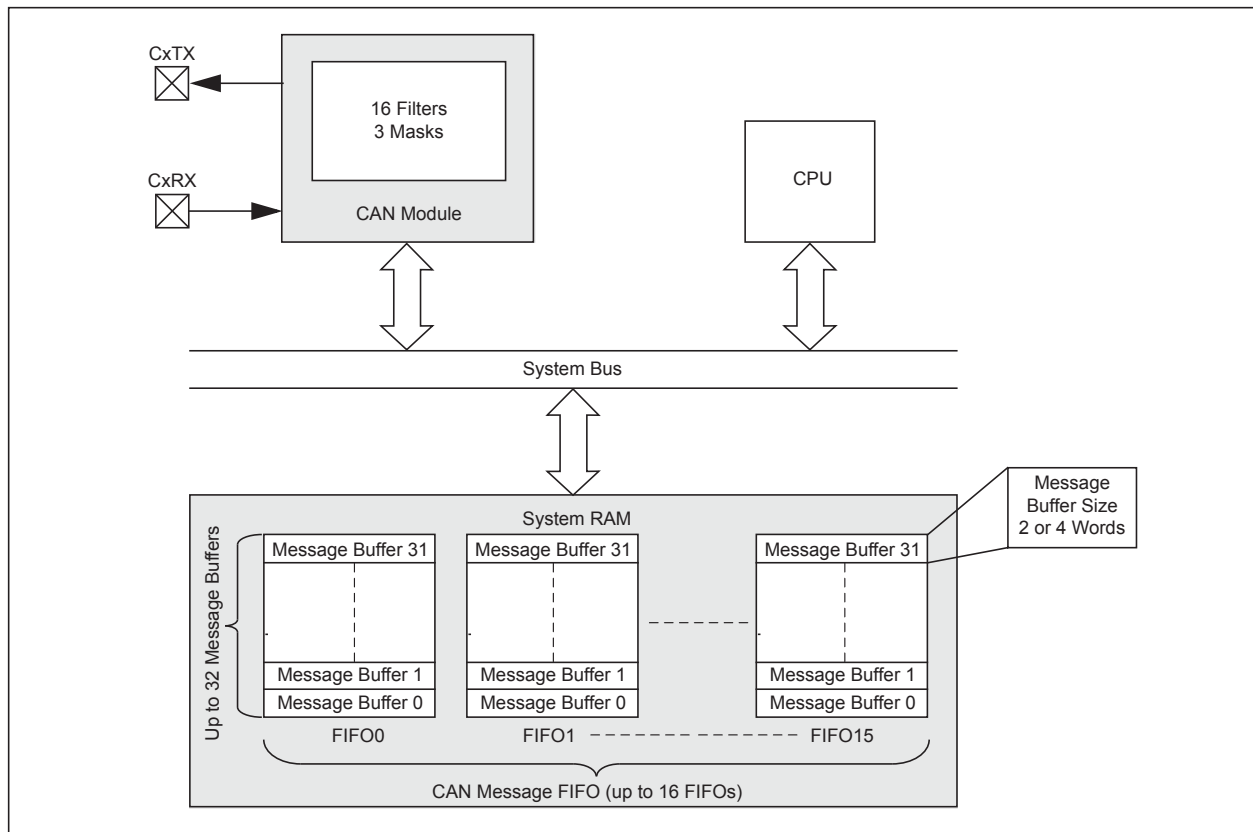 CxTX
16 Filters
3 Masks
CxRX
CAN Module
CPU
System Bus
System RAM
Message
Buffer Size
2 or 4 Words
Up to 32 Message Buffers
Message Buffer 31
Message Buffer 1
Message Buffer 0
FIFO0
Message Buffer 31
Message Buffer 1
Message Buffer 0
FIFO1
Message Buffer 31
Message Buffer 1
Message Buffer 0
FIFO15
CAN Message FIFO (up to 16 FIFOs)